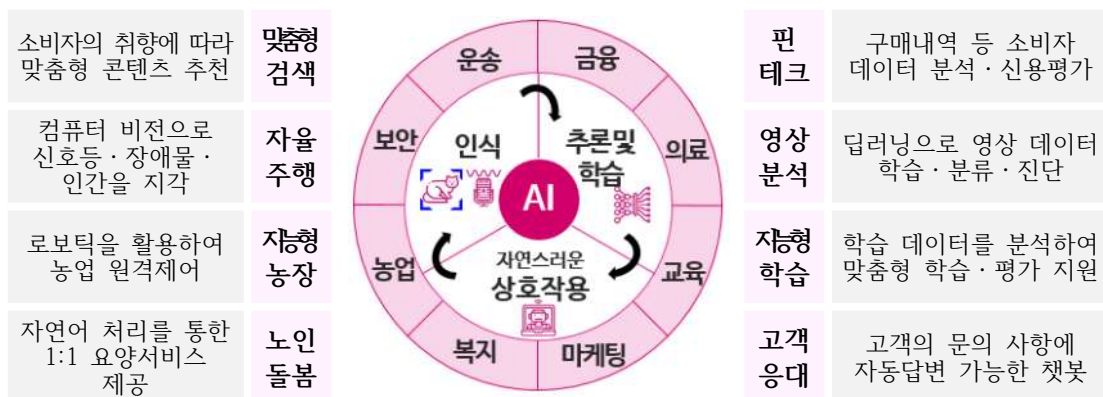 소비자의 취향에 따라
맞춤형 콘텐츠 추천
맞춤형
검색
컴퓨터 비전으로
신호등·장애물·
인간을 지각
자율
주행
로보틱을 활용하여
농업 원격제어
지능형
농장
자연어 처리를 통한
1:1 요양서비스
제공
노인
돌봄
운송
금융
보안
의료
인식
추론및
학습
AI
농업
교육
자연스러운
상호작용
복지
마케팅
핀
테크
구매내역 등 소비자
데이터 분석·신용평가
영상
분석
딥러닝으로 영상 데이터
학습·분류·진단
지능형
학습
학습 데이터를 분석하여
맞춤형 학습·평가 지원
고객
응대
고객의 문의 사항에
자동답변 가능한 챗봇